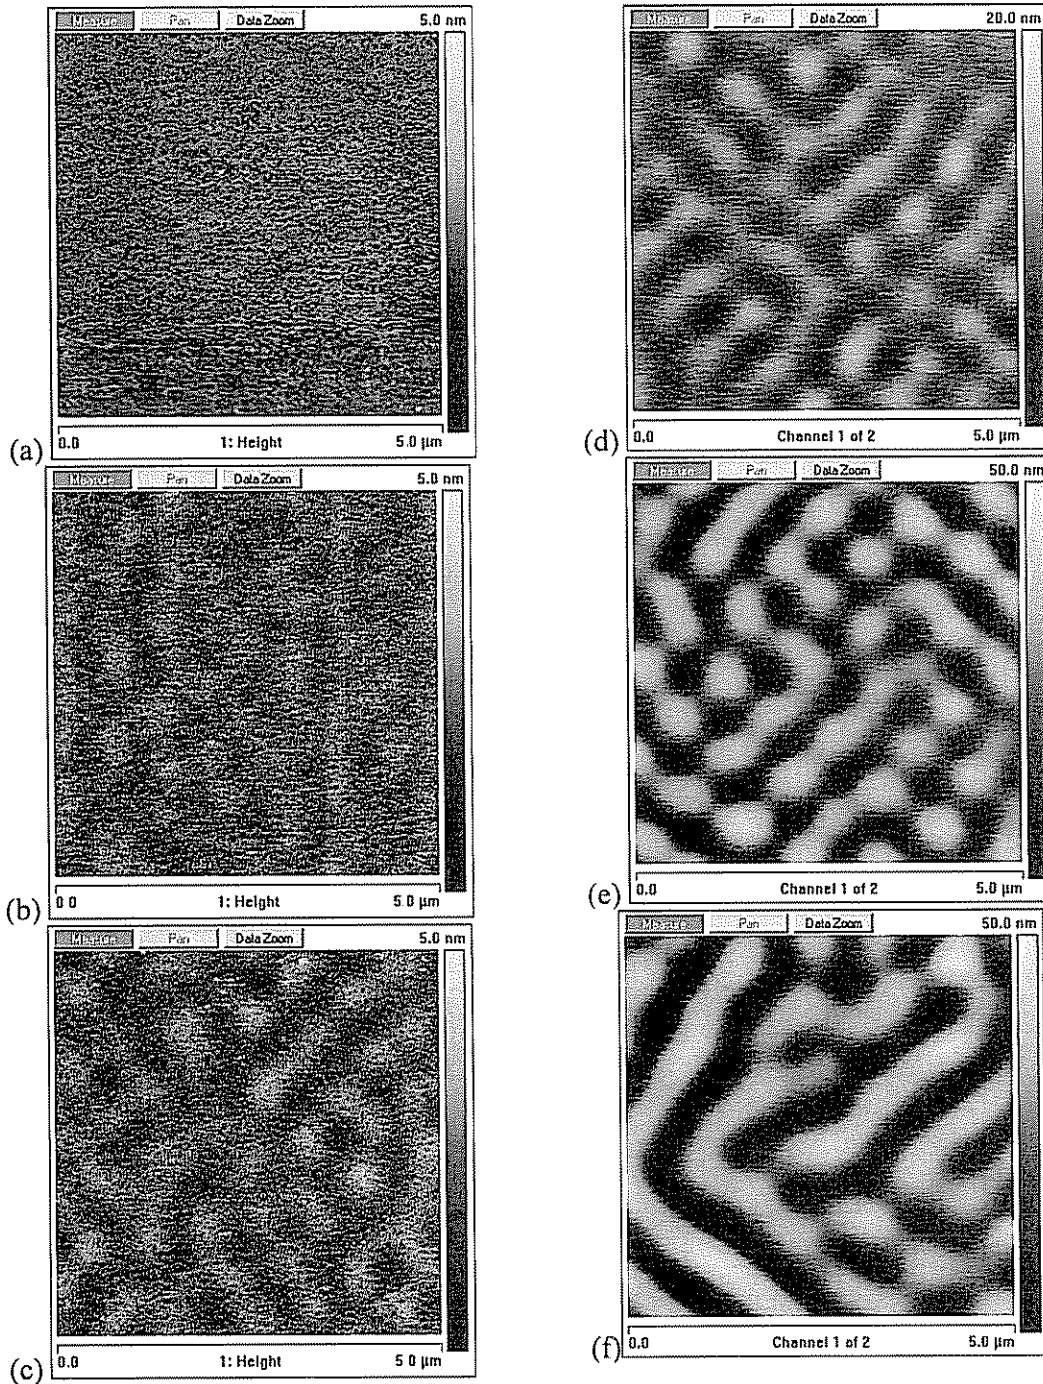 Measure Pan Data Zoom 5.0 nm
(a) 0.0 1: Height 5.0 µm
Measure Pan Data Zoom 5.0 nm
(b) 0 0 1: Height 5.0 µm
Measure Pan Data Zoom 5.0 nm
(c) 0.0 1: Height 5 0 µm
Measure Pan Data Zoom 20.0 nm
(d) 0.0 Channel 1 of 2 5.0 µm
Measure Pan Data Zoom 50.0 nm
(e) 0.0 Channel 1 of 2 5.0 µm
Measure Pan Data Zoom 50.0 nm
(f) 0.0 Channel 1 of 2 5.0 µm